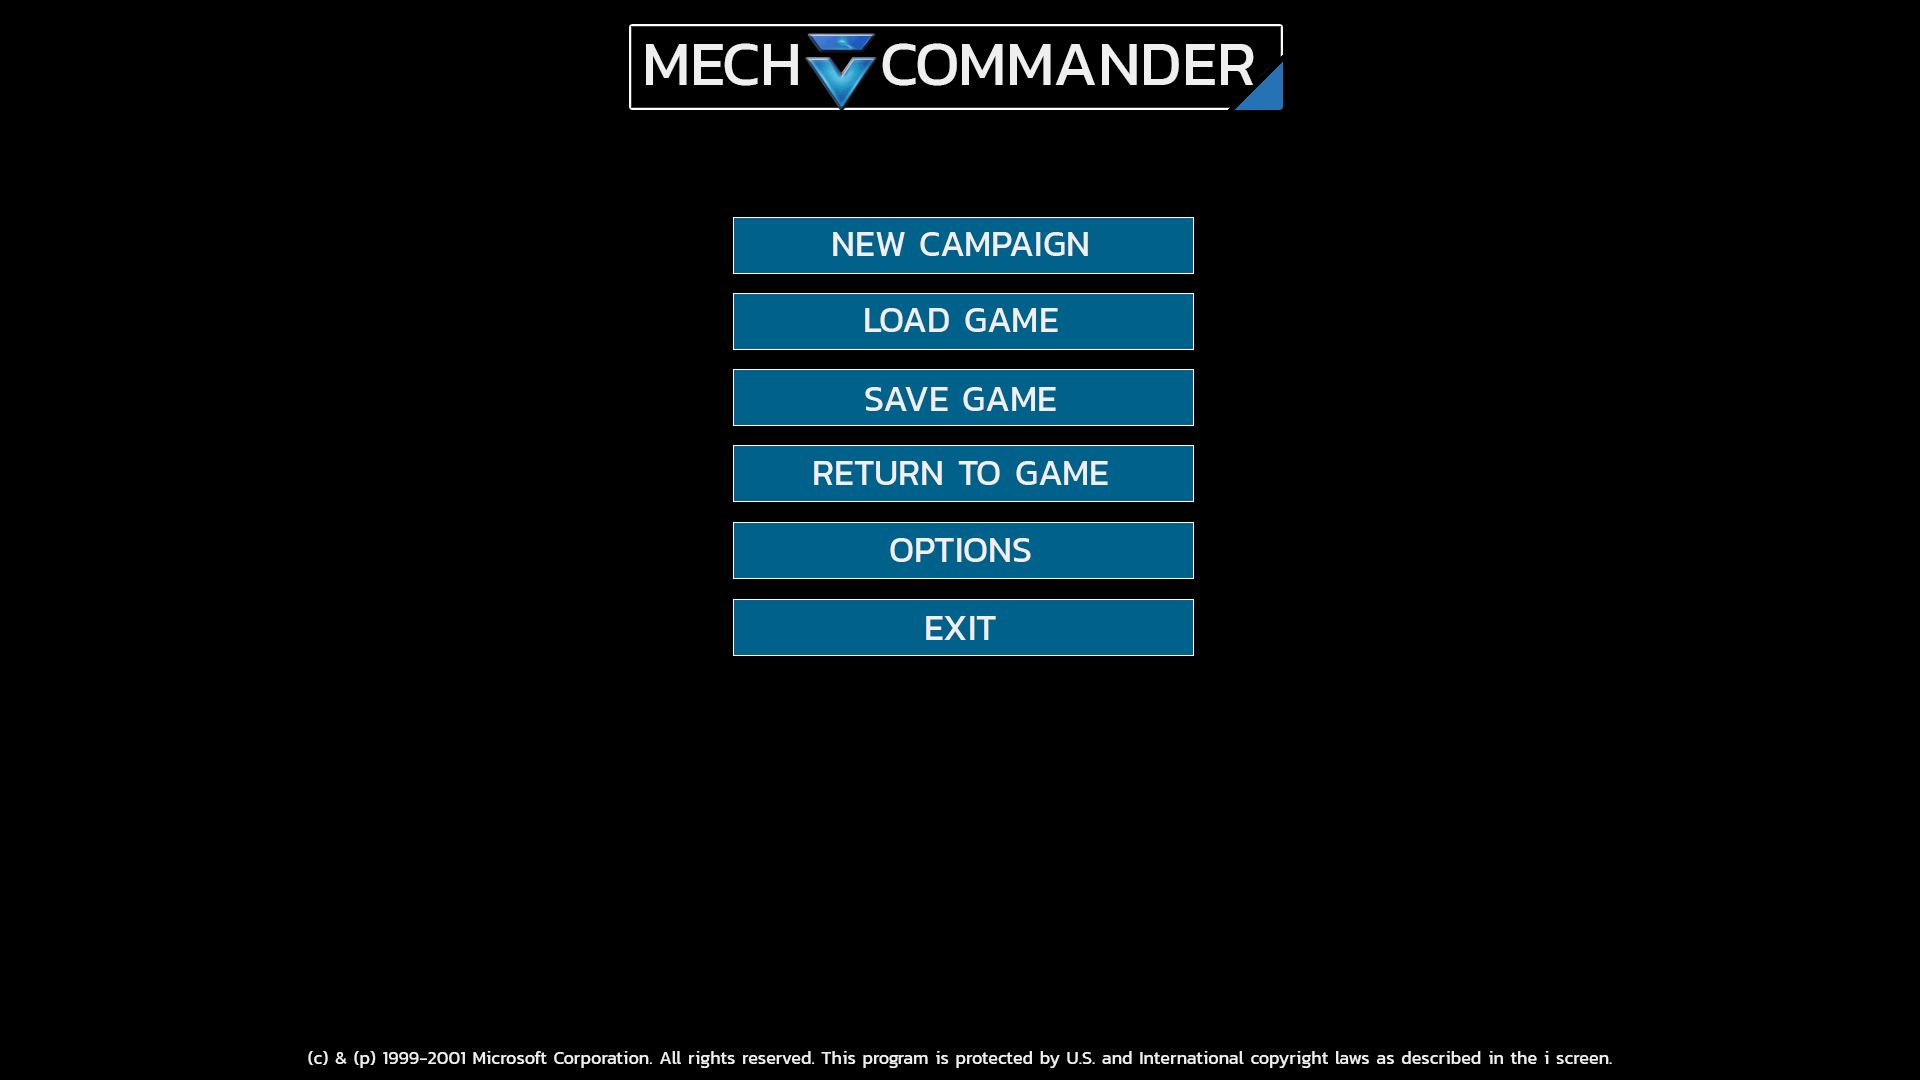 MECH COMMANDER
NEW CAMPAIGN
LOAD GAME
SAVE GAME
RETURN TO GAME
OPTIONS
EXIT
(c) & (p) 1999-2001 Microsoft Corporation. All rights reserved. This program is protected by U.S. and International copyright laws as described in the i screen.